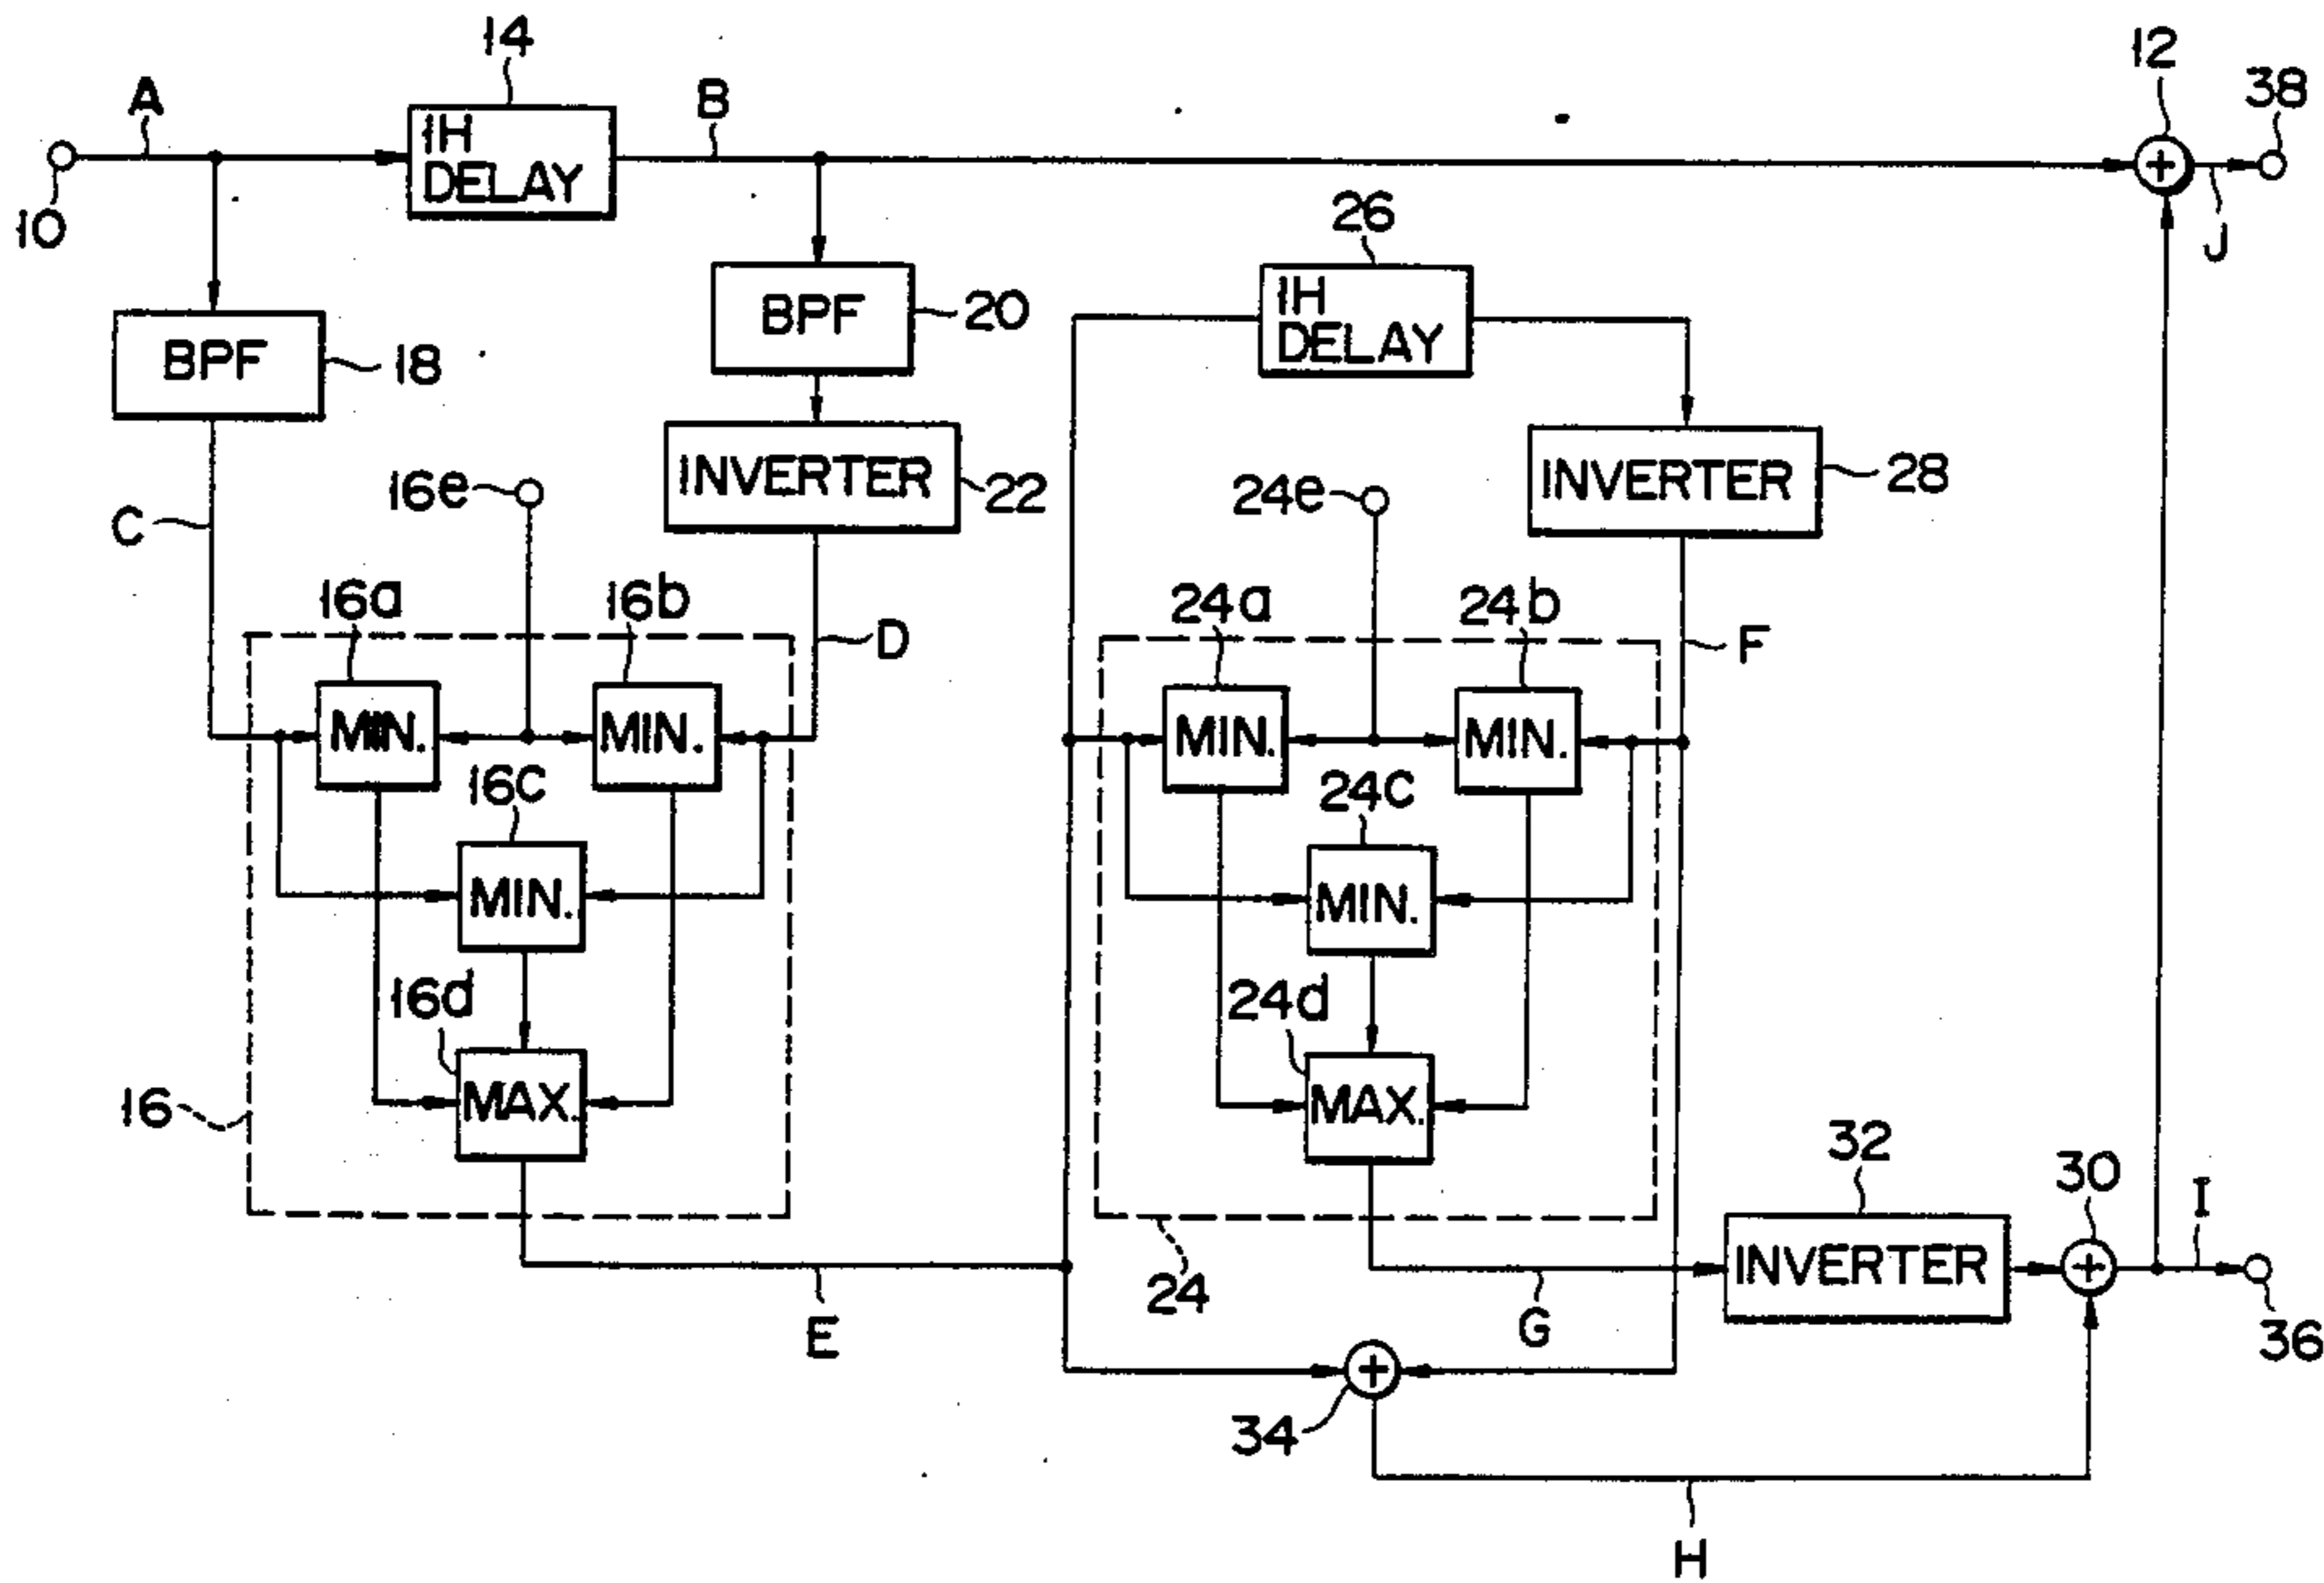 14
12
A
B
38
1H
DELAY
+
10
26
J
BPF
20
1H
DELAY
BPF
18
16e
INVERTER
22
24e
INVERTER
28
C
16a
16b
D
24a
24b
F
MIN.
MIN.
MIN.
MIN.
16c
24c
MIN.
MIN.
16d
24d
16
MAX.
MAX.
32
30
I
24
INVERTER
+
E
G
36
+
34
H